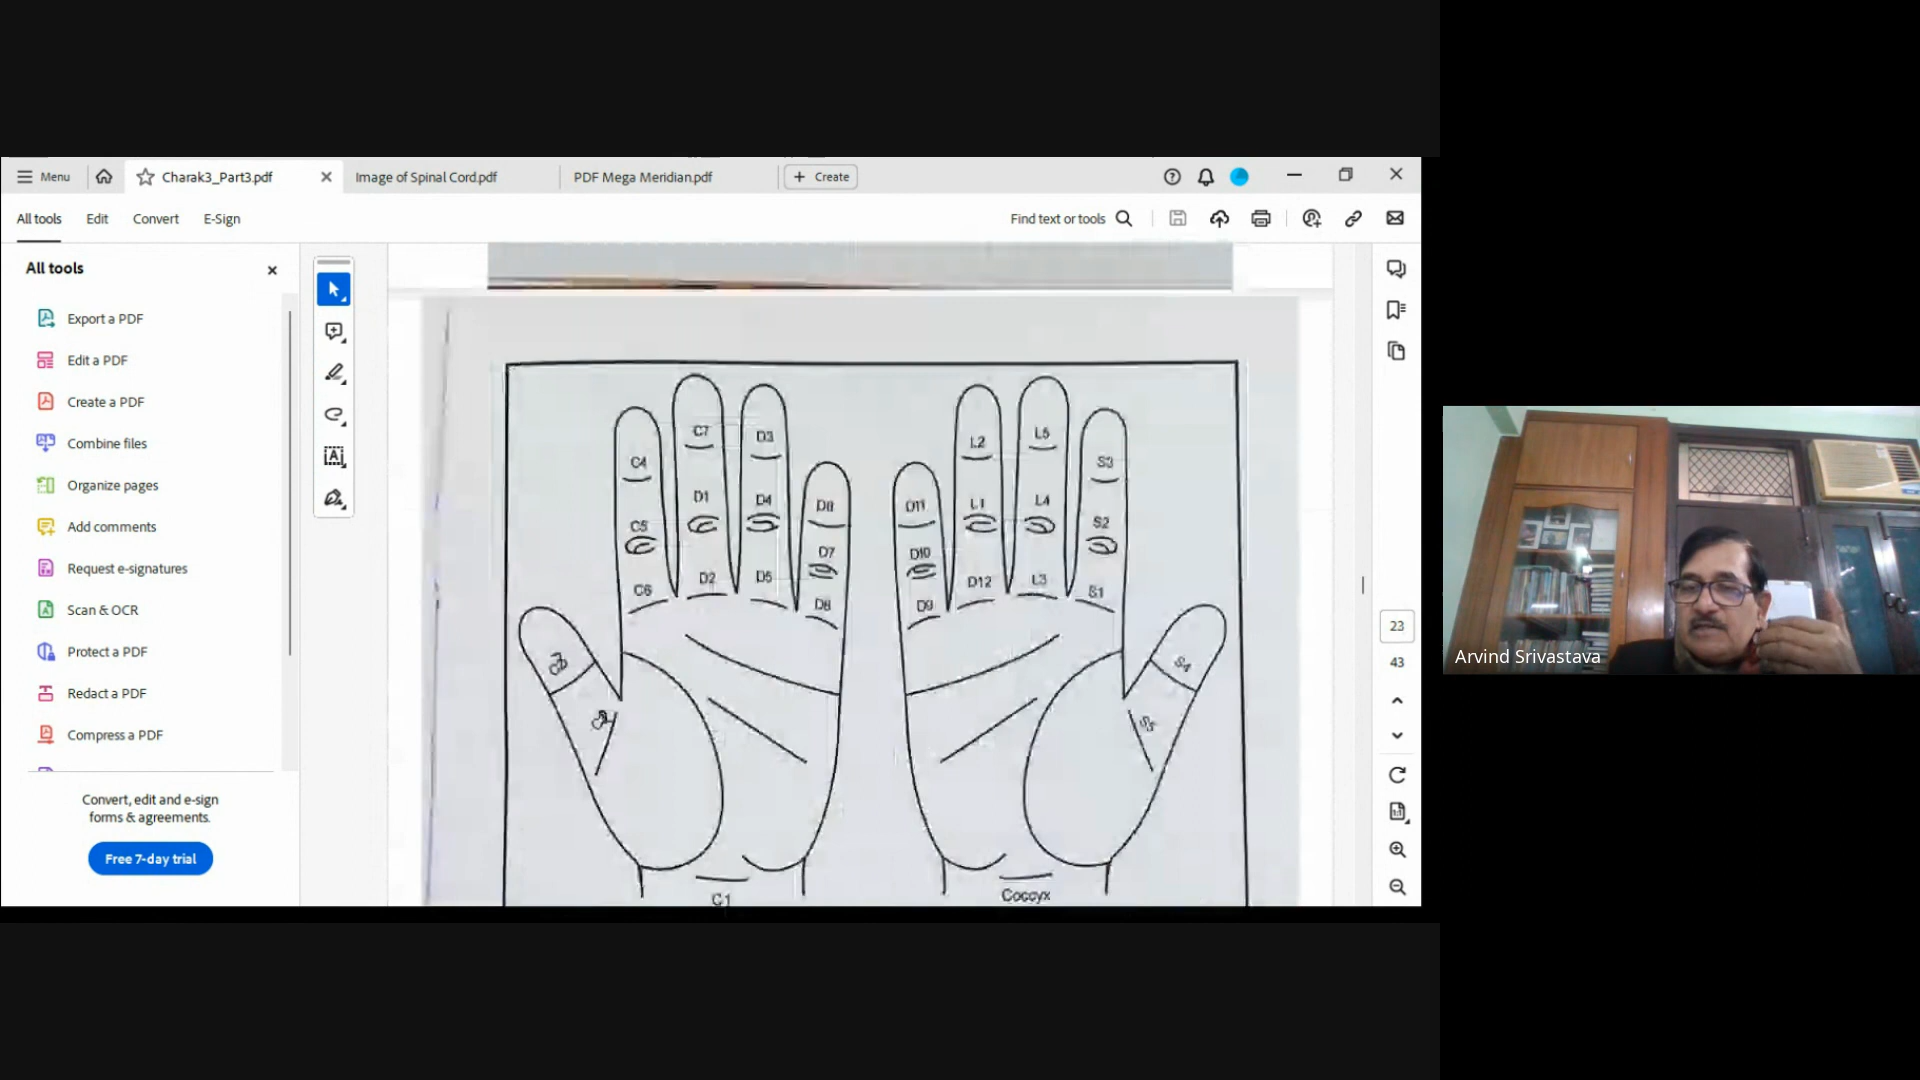 Menu
Charak3_Part3.pdf
Image of Spinal Cord.pdf
PDF Mega Meridian.pdf
Create
All tools
Edit
Convert
E-Sign
Find text or tools
All tools
Export a PDF
Edit a PDF
Create a PDF
Combine files
Organize pages
Add comments
Request e-signatures
Scan & OCR
Protect a PDF
Redact a PDF
Compress a PDF
Convert, edit and e-sign
forms & agreements.
Free 7-day trial
C7 D3 L2 L5
C4 S3
D1 D4 D8 D11 L1 L4
C5 S2
D7 D10
C6 D2 D5 D12 L3 S1
D8 D9
C3 S4
C2 S5
C1 Coccyx
23
43
Arvind Srivastava